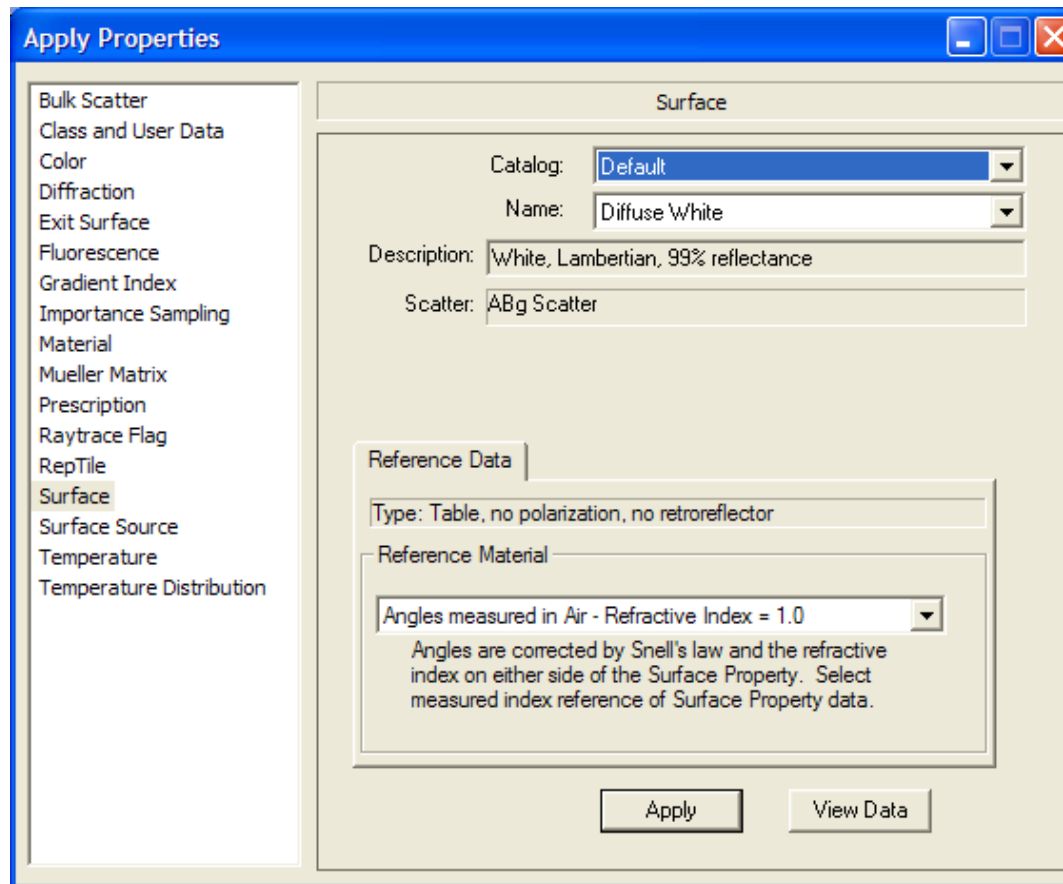 Apply Properties
Bulk Scatter
Class and User Data
Color
Diffraction
Exit Surface
Fluorescence
Gradient Index
Importance Sampling
Material
Mueller Matrix
Prescription
Raytrace Flag
RepTile
Surface
Surface Source
Temperature
Temperature Distribution
Surface
Catalog: Default
Name: Diffuse White
Description: White, Lambertian, 99% reflectance
Scatter: ABg Scatter
Reference Data
Type: Table, no polarization, no retroreflector
Reference Material
Angles measured in Air - Refractive Index = 1.0
Angles are corrected by Snell's law and the refractive
index on either side of the Surface Property. Select
measured index reference of Surface Property data.
Apply View Data